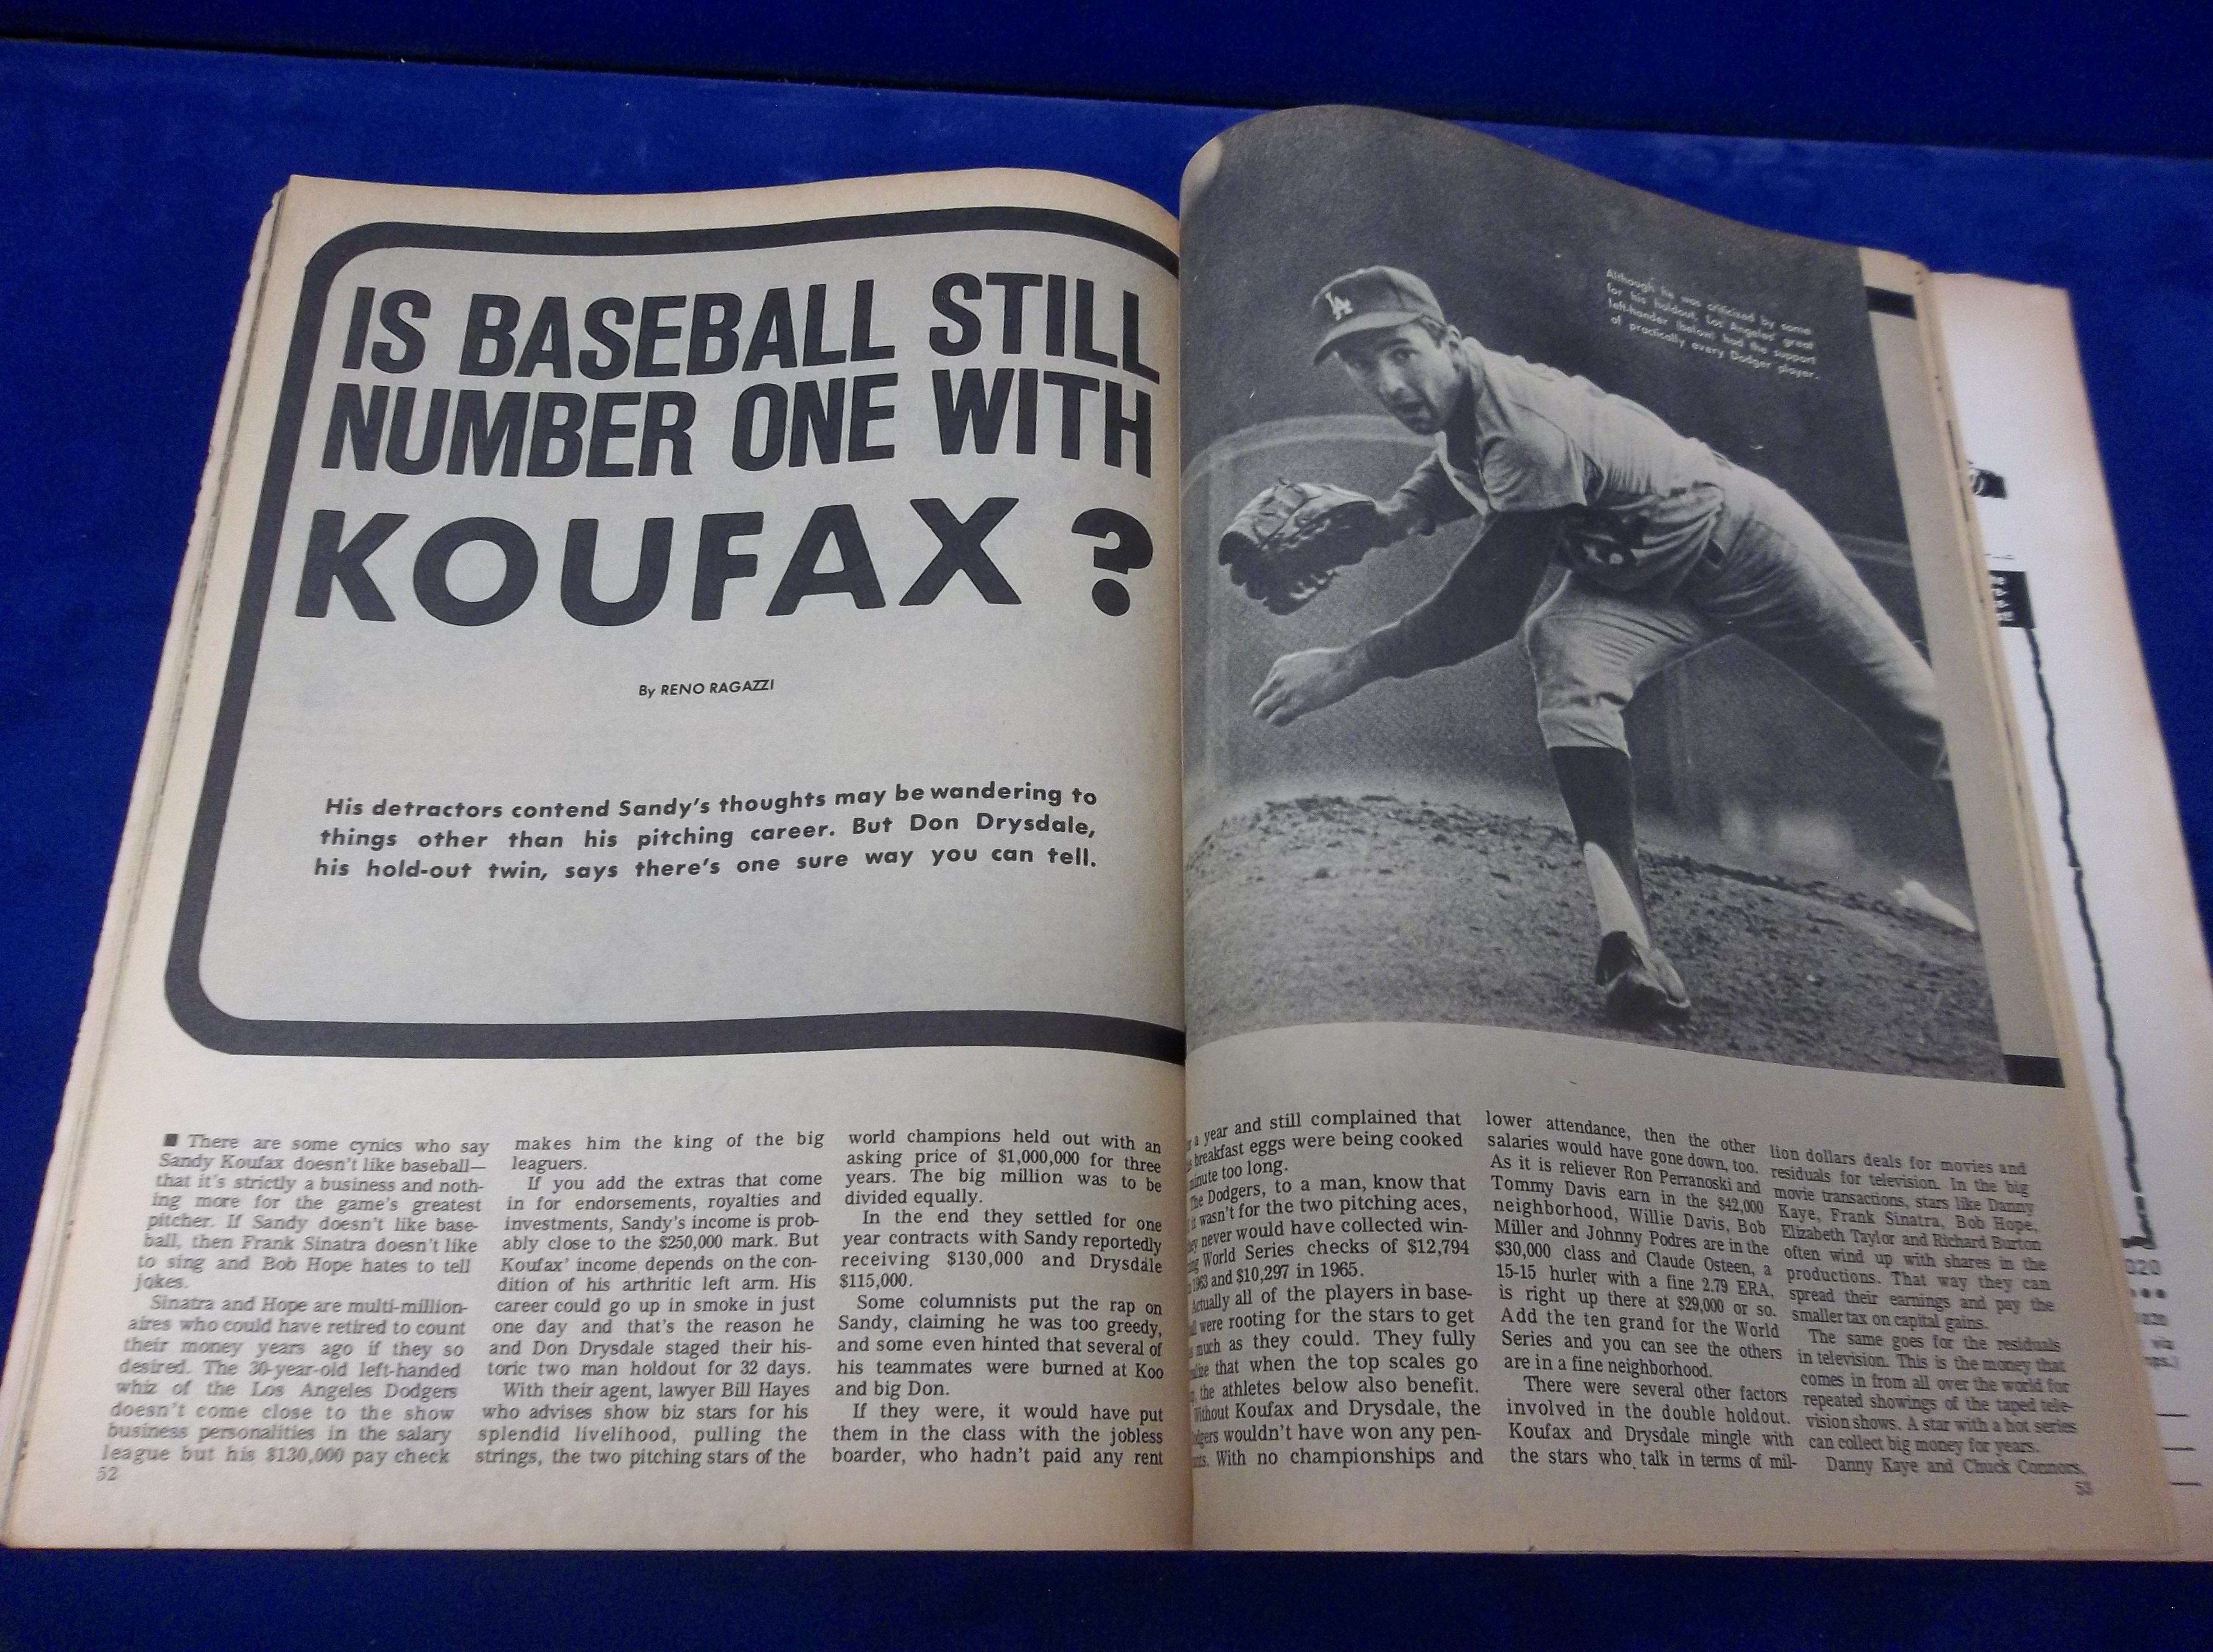 IS BASEBALL STILL
NUMBER ONE WITH
KOUFAX ?
By RENO RAGAZZI
His detractors contend Sandy's thoughts may be wandering to
things other than his pitching career. But Don Drysdale,
his hold-out twin, says there's one sure way you can tell.
■ There are some cynics who say
Sandy Koufax doesn't like baseball—
that it's strictly a business and noth-
ing more for the game's greatest
pitcher. If Sandy doesn't like base-
ball, then Frank Sinatra doesn't like
to sing and Bob Hope hates to tell
jokes.
Sinatra and Hope are multi-million-
aires who could have retired to count
their money years ago if they so
desired. The 30-year-old left-handed
whiz of the Los Angeles Dodgers
doesn't come close to the show
business personalities in the salary
league but his $130,000 pay check
52
makes him the king of the big
leaguers.
If you add the extras that come
in for endorsements, royalties and
investments, Sandy's income is prob-
ably close to the $250,000 mark. But
Koufax' income depends on the con-
dition of his arthritic left arm. His
career could go up in smoke in just
one day and that's the reason he
and Don Drysdale staged their his-
toric two man holdout for 32 days.
With their agent, lawyer Bill Hayes
who advises show biz stars for his
splendid livelihood, pulling the
strings, the two pitching stars of the
world champions held out with an
asking price of $1,000,000 for three
years. The big million was to be
divided equally.
In the end they settled for one
year contracts with Sandy reportedly
receiving $130,000 and Drysdale
$115,000.
Some columnists put the rap on
Sandy, claiming he was too greedy,
and some even hinted that several of
his teammates were burned at Koo
and big Don.
If they were, it would have put
them in the class with the jobless
boarder, who hadn't paid any rent
Although he was criticized by some
for his holdout, Los Angeles' great
left-hander (below) had the support
of practically every Dodger player.
LA
a year and still complained that
breakfast eggs were being cooked
minute too long.
The Dodgers, to a man, know that
wasn't for the two pitching aces,
never would have collected win-
World Series checks of $12,794
1963 and $10,297 in 1965.
Actually all of the players in base-
were rooting for the stars to get
much as they could. They fully
that when the top scales go
the athletes below also benefit.
Without Koufax and Drysdale, the
wouldn't have won any pen-
With no championships and
lower attendance, then the other
salaries would have gone down, too.
As it is reliever Ron Perranoski and
Tommy Davis earn in the $42,000
neighborhood, Willie Davis, Bob
Miller and Johnny Podres are in the
$30,000 class and Claude Osteen, a
15-15 hurler with a fine 2.79 ERA,
is right up there at $29,000 or so.
Add the ten grand for the World
Series and you can see the others
are in a fine neighborhood.
There were several other factors
involved in the double holdout.
Koufax and Drysdale mingle with
the stars who talk in terms of mil-
lion dollars deals for movies and
residuals for television. In the big
movie transactions, stars like Danny
Kaye, Frank Sinatra, Bob Hope,
Elizabeth Taylor and Richard Burton
often wind up with shares in the
productions. That way they can
spread their earnings and pay the
smaller tax on capital gains.
The same goes for the residuals
in television. This is the money that
comes in from all over the world for
repeated showings of the taped tele-
vision shows. A star with a hot series
can collect big money for years.
Danny Kaye and Chuck Connors,
53